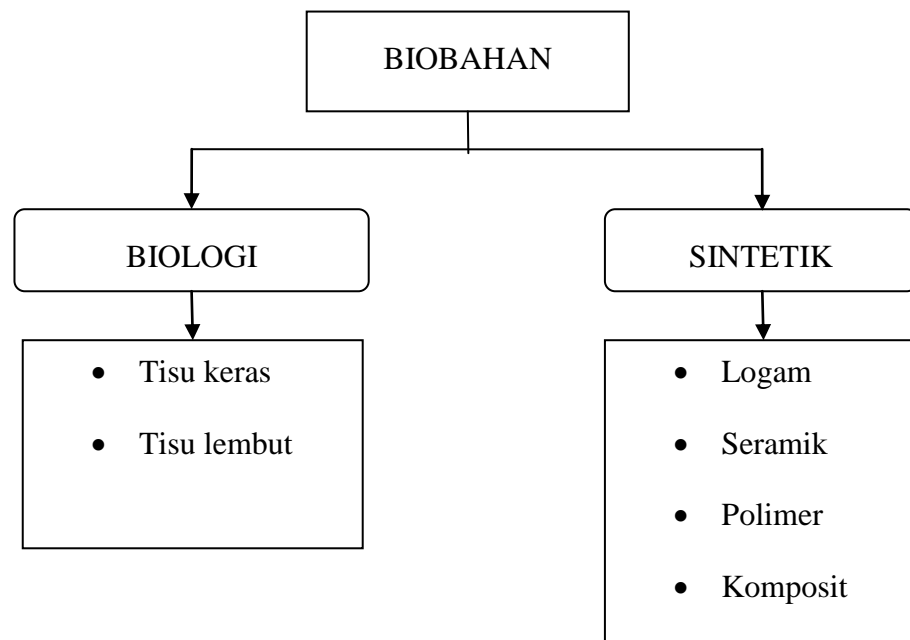 BIOBAHAN
BIOLOGI
SINTETIK
• Tisu keras
• Tisu lembut
• Logam
• Seramik
• Polimer
• Komposit